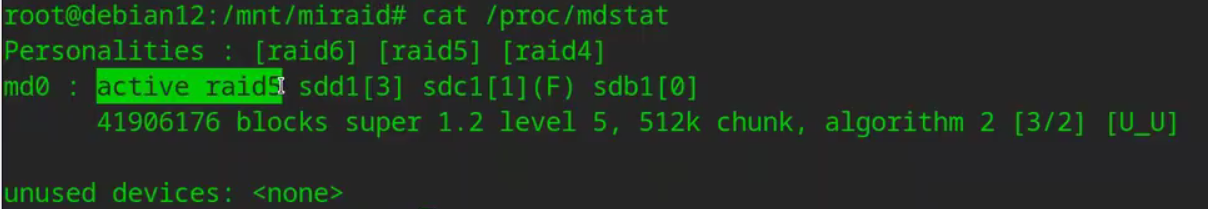 root@debian12:/mnt/miraid# cat /proc/mdstat
Personalities : [raid6] [raid5] [raid4]
md0 : active raid5 sdd1[3] sdc1[1](F) sdb1[0]
      41906176 blocks super 1.2 level 5, 512k chunk, algorithm 2 [3/2] [U_U]

unused devices: <none>